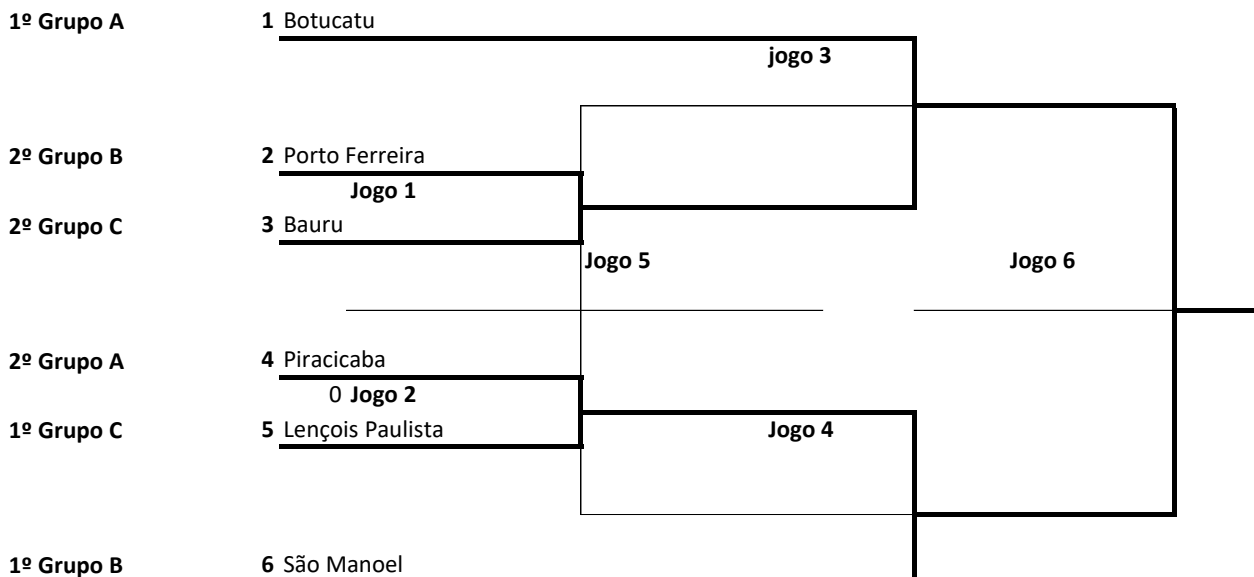 1º Grupo A 1 Botucatu
jogo 3
2º Grupo B 2 Porto Ferreira
Jogo 1
2º Grupo C 3 Bauru
Jogo 5 Jogo 6
2º Grupo A 4 Piracicaba
0 Jogo 2
1º Grupo C 5 Lençois Paulista Jogo 4
1º Grupo B 6 São Manoel